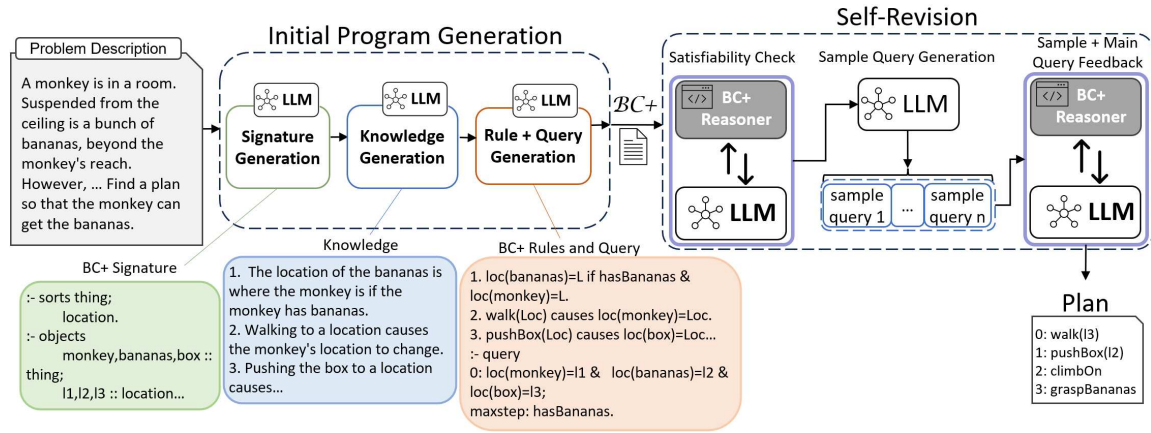 Problem Description
A monkey is in a room.
Suspended from the
ceiling is a bunch of
bananas, beyond the
monkey's reach.
However, ... Find a plan
so that the monkey can
get the bananas.
Initial Program Generation
LLM
Signature
Generation
LLM
Knowledge
Generation
LLM
Rule + Query
Generation
BC+
Self-Revision
Satisfiability Check
BC+
Reasoner
LLM
Sample Query Generation
LLM
sample
query 1
...
sample
query n
Sample + Main
Query Feedback
BC+
Reasoner
LLM
BC+ Signature
:- sorts thing;
location.
:- objects
monkey,bananas,box ::
thing;
l1,l2,l3 :: location...
Knowledge
1. The location of the bananas is
where the monkey is if the
monkey has bananas.
2. Walking to a location causes
the monkey's location to change.
3. Pushing the box to a location
causes...
BC+ Rules and Query
1. loc(bananas)=L if hasBananas &
loc(monkey)=L.
2. walk(Loc) causes loc(monkey)=Loc.
3. pushBox(Loc) causes loc(box)=Loc...
:- query
0: loc(monkey)=l1 & loc(bananas)=l2 &
loc(box)=l3;
maxstep: hasBananas.
Plan
0: walk(l3)
1: pushBox(l2)
2: climbOn
3: graspBananas